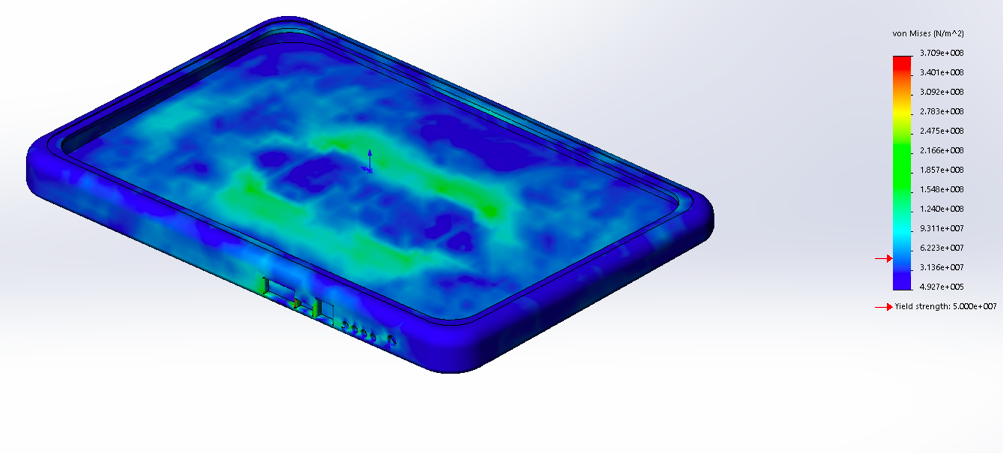 von Mises (N/m^2)
3.709e+008
3.401e+008
3.092e+008
2.783e+008
2.475e+008
2.166e+008
1.857e+008
1.548e+008
1.240e+008
9.311e+007
6.223e+007
3.136e+007
4.927e+005
Yield strength: 5.000e+007